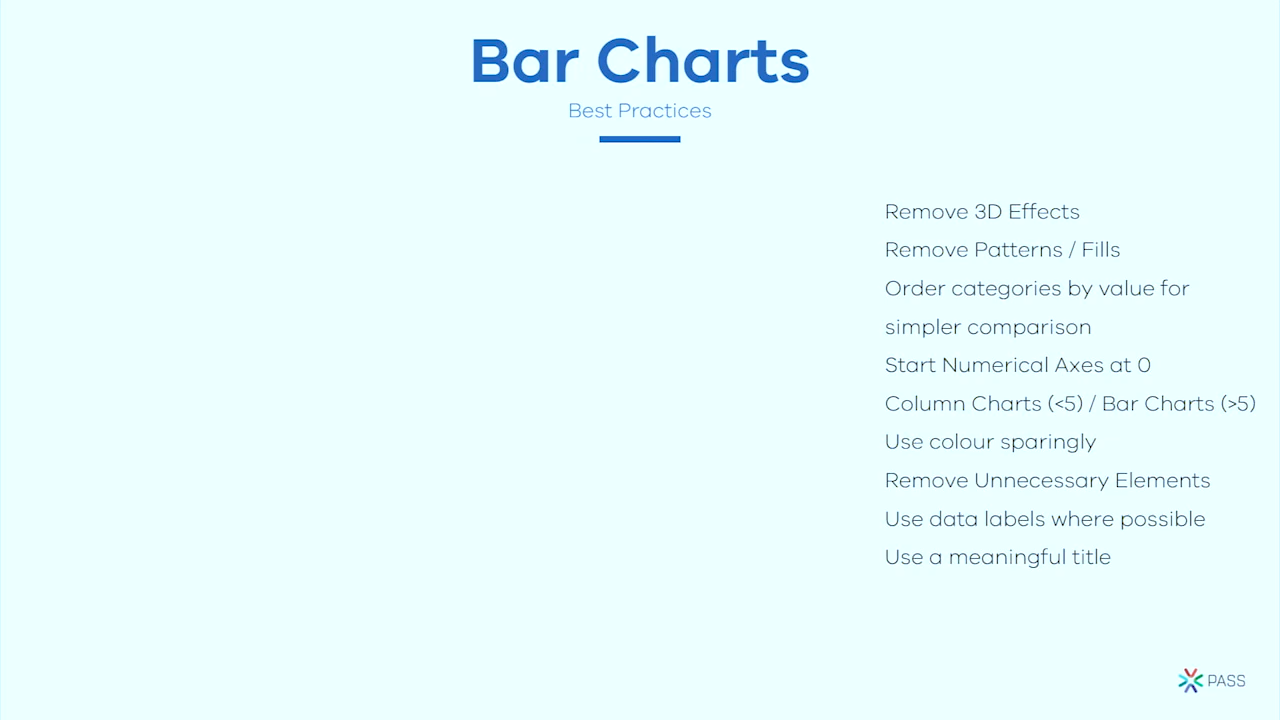 Bar Charts
Best Practices
Remove 3D Effects
Remove Patterns / Fills
Order categories by value for
simpler comparison
Start Numerical Axes at 0
Column Charts (<5) / Bar Charts (>5)
Use colour sparingly
Remove Unnecessary Elements
Use data labels where possible
Use a meaningful title
PASS